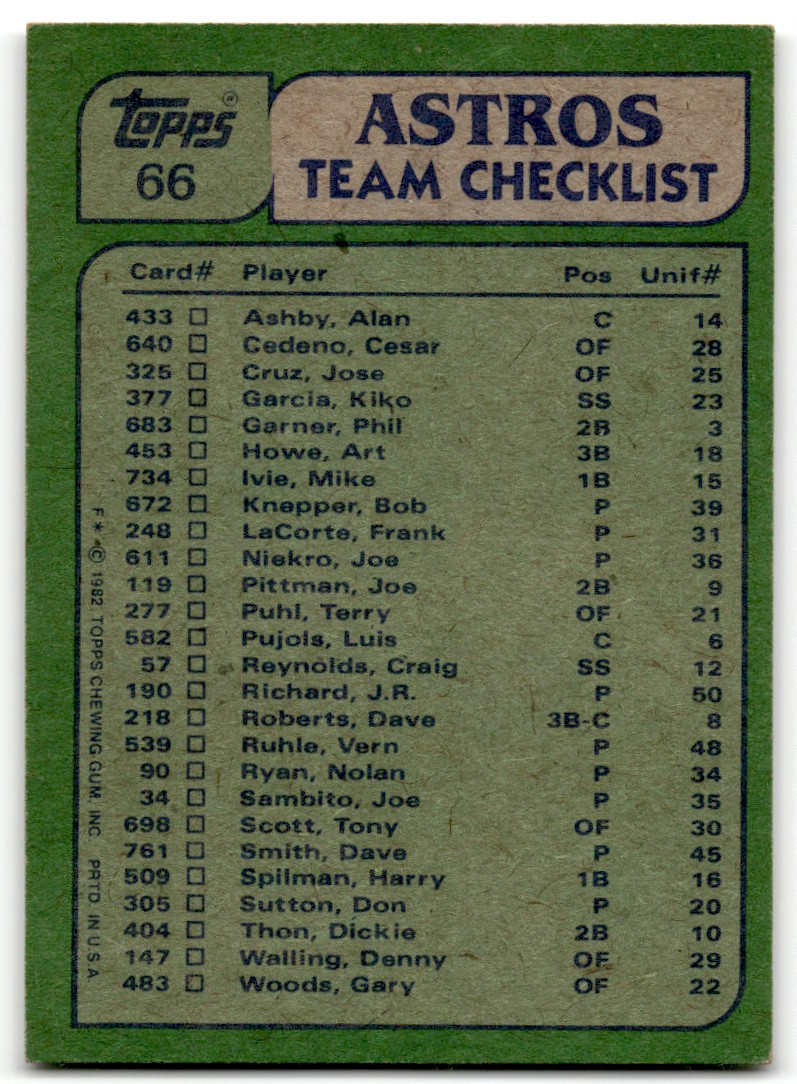 Topps ®
66
ASTROS
TEAM CHECKLIST
Card# Player Pos Unif#
433 Ashby, Alan C 14
640 Cedeno, Cesar OF 28
325 Cruz, Jose OF 25
377 Garcia, Kiko SS 23
683 Garner, Phil 2B 3
453 Howe, Art 3B 18
734 Ivie, Mike 1B 15
672 Knepper, Bob P 39
248 LaCorte, Frank P 31
611 Niekro, Joe P 36
119 Pittman, Joe 2B 9
277 Puhl, Terry OF 21
582 Pujols, Luis C 6
57 Reynolds, Craig SS 12
190 Richard, J.R. P 50
218 Roberts, Dave 3B-C 8
539 Ruhle, Vern P 48
90 Ryan, Nolan P 34
34 Sambito, Joe P 35
698 Scott, Tony OF 30
761 Smith, Dave P 45
509 Spilman, Harry 1B 16
305 Sutton, Don P 20
404 Thon, Dickie 2B 10
147 Walling, Denny OF 29
483 Woods, Gary OF 22
F* © 1982 TOPPS CHEWING GUM, INC. PRTD. IN U.S.A.